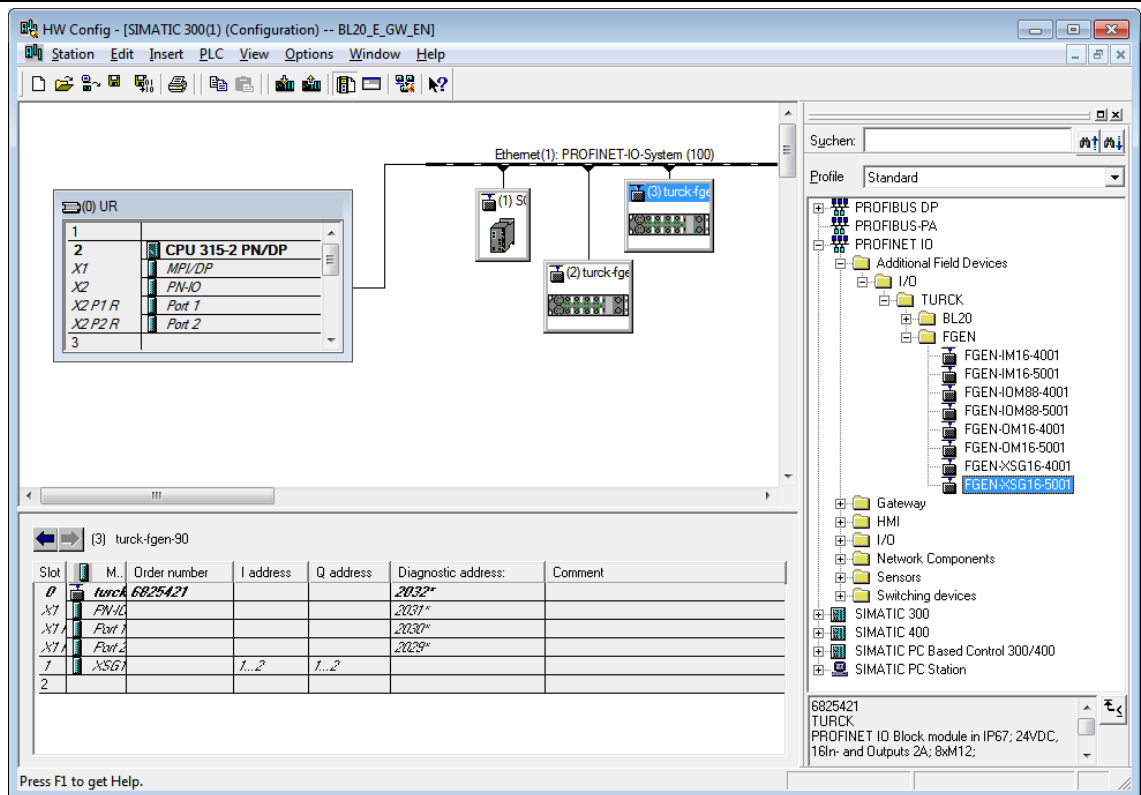 HW Config - [SIMATIC 300(1) (Configuration) -- BL20_E_GW_EN]
Station Edit Insert PLC View Options Window Help
Ethernet(1): PROFINET-IO-System (100)
(1) S
(3) turck-fge
(2) turck-fge
(0) UR
1
2 CPU 315-2 PN/DP
X1 MPI/DP
X2 PN-IO
X2 P1 R Port 1
X2 P2 R Port 2
3
Suchen:
Profile Standard
PROFIBUS DP
PROFIBUS-PA
PROFINET IO
Additional Field Devices
I/O
TURCK
BL20
FGEN
FGEN-IM16-4001
FGEN-IM16-5001
FGEN-IOM88-4001
FGEN-IOM88-5001
FGEN-OM16-4001
FGEN-OM16-5001
FGEN-XSG16-4001
FGEN-XSG16-5001
Gateway
HMI
I/O
Network Components
Sensors
Switching devices
SIMATIC 300
SIMATIC 400
SIMATIC PC Based Control 300/400
SIMATIC PC Station
(3) turck-fgen-90
Slot M.. Order number I address Q address Diagnostic address: Comment
0 turck 6825421 2032*
X1 PN-IO 2031*
X1 Port 1 2030*
X1 Port 2 2029*
1 XSG1 1...2 1...2
2
6825421
TURCK
PROFINET IO Block module in IP67; 24VDC,
16In- and Outputs 2A; 8xM12;
Press F1 to get Help.